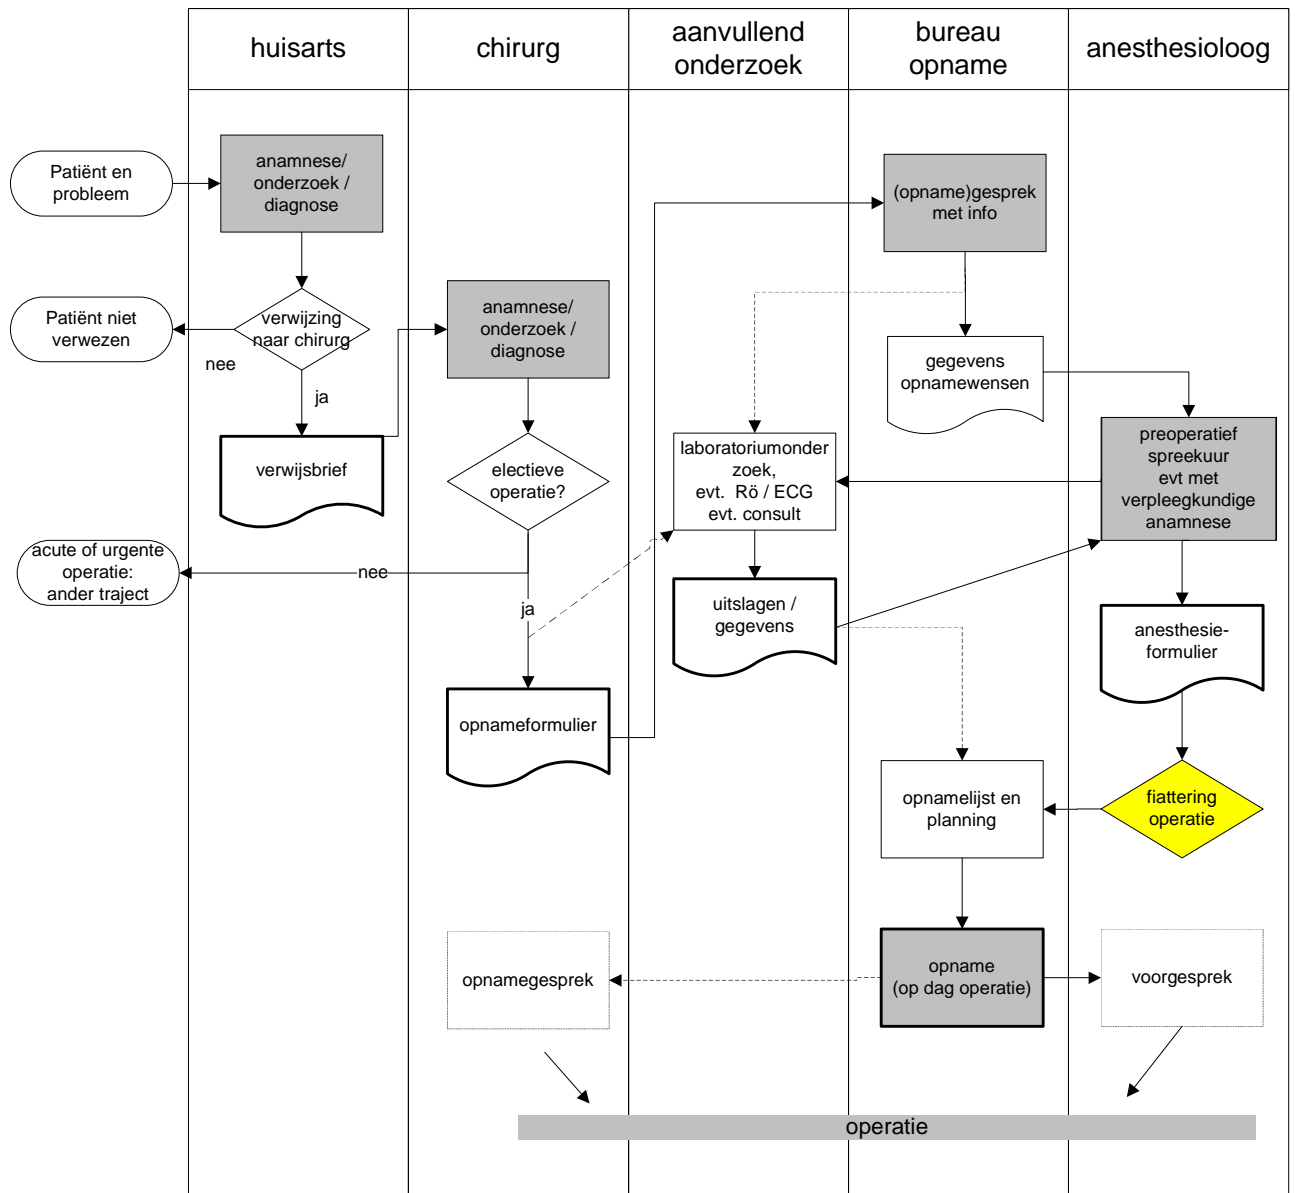 huisarts
chirurg
aanvullend
onderzoek
bureau
opname
anesthesioloog
Patiënt en
probleem
anamnese/
onderzoek /
diagnose
(opname)gesprek
met info
Patiënt niet
verwezen
verwijzing
naar chirurg
nee
ja
anamnese/
onderzoek /
diagnose
gegevens
opnamewensen
verwijsbrief
electieve
operatie?
laboratoriumonder
zoek,
evt. Rö / ECG
evt. consult
preoperatief
spreekuur
evt met
verpleegkundige
anamnese
acute of urgente
operatie:
ander traject
nee
ja
uitslagen /
gegevens
anesthesie-
formulier
opnameformulier
opnamelijst en
planning
fiattering
operatie
opnamegesprek
opname
(op dag operatie)
voorgesprek
operatie